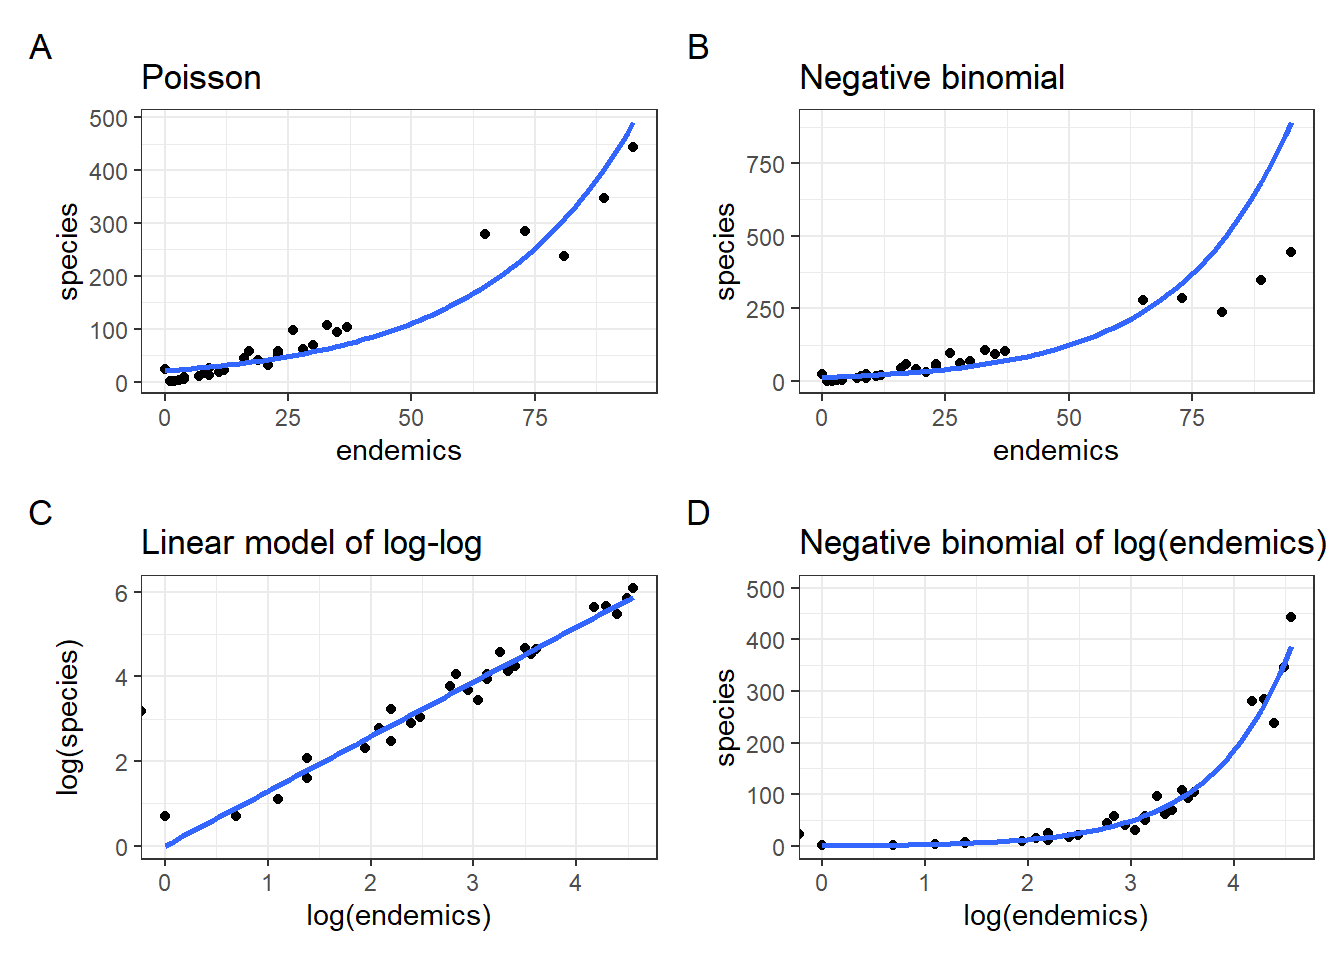 A
Poisson
500
400
300
200
100
0
species
0 25 50 75
endemics
B
Negative binomial
750
500
250
0
species
0 25 50 75
endemics
C
Linear model of log-log
6
4
2
0
log(species)
0 1 2 3 4
log(endemics)
D
Negative binomial of log(endemics)
500
400
300
200
100
0
species
0 1 2 3 4
log(endemics)